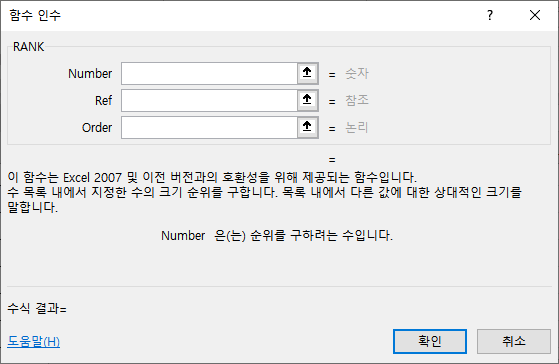 함수 인수
?
RANK
Number = 숫자
Ref = 참조
Order = 논리
=
이 함수는 Excel 2007 및 이전 버전과의 호환성을 위해 제공되는 함수입니다.
수 목록 내에서 지정한 수의 크기 순위를 구합니다. 목록 내에서 다른 값에 대한 상대적인 크기를
말합니다.
Number 은(는) 순위를 구하려는 수입니다.
수식 결과=
도움말(H)
확인
취소